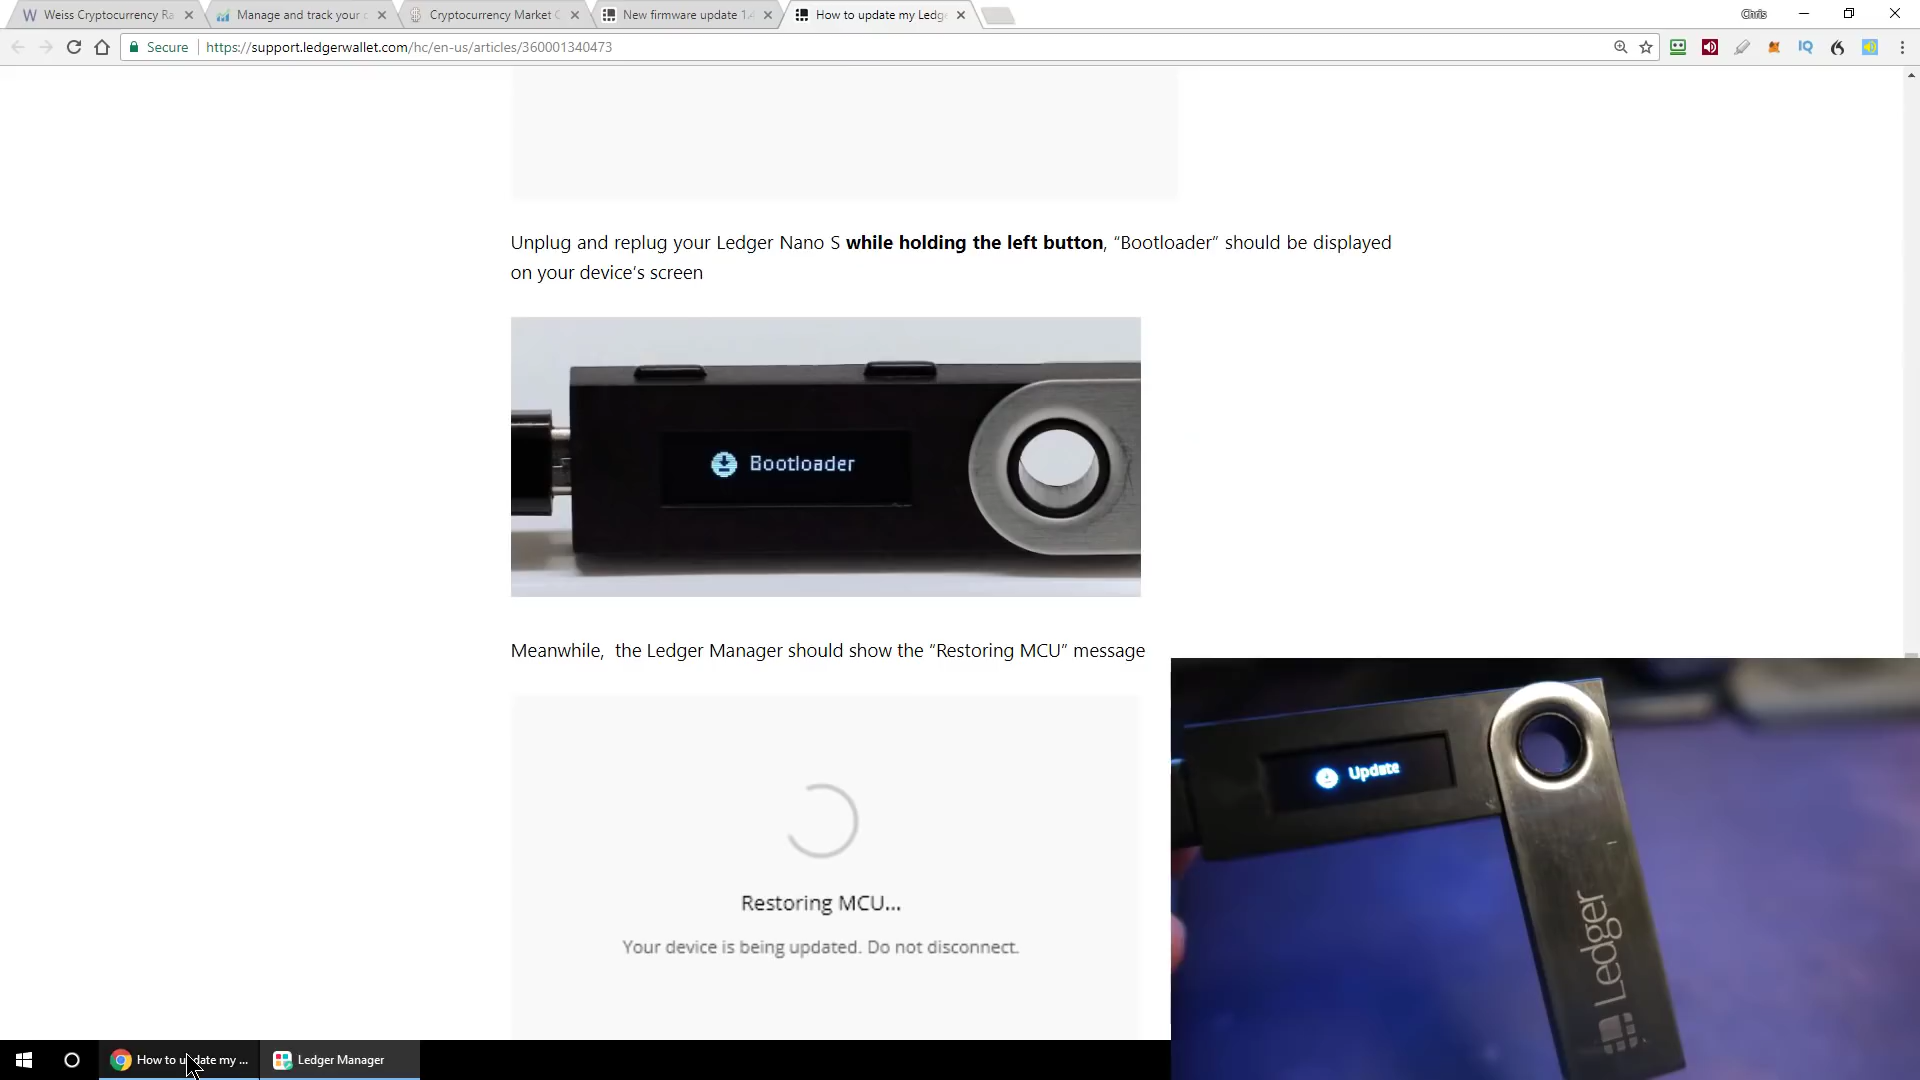 Weiss Cryptocurrency Ra
Manage and track your c
Cryptocurrency Market C
New firmware update 1.4
How to update my Ledg
Chris
Secure
https://support.ledgerwallet.com/hc/en-us/articles/360001340473
IQ
Unplug and replug your Ledger Nano S while holding the left button, “Bootloader” should be displayed
on your device’s screen
Bootloader
Meanwhile,  the Ledger Manager should show the “Restoring MCU” message
Restoring MCU...
Your device is being updated. Do not disconnect.
Update
Ledger
How to update my ...
Ledger Manager